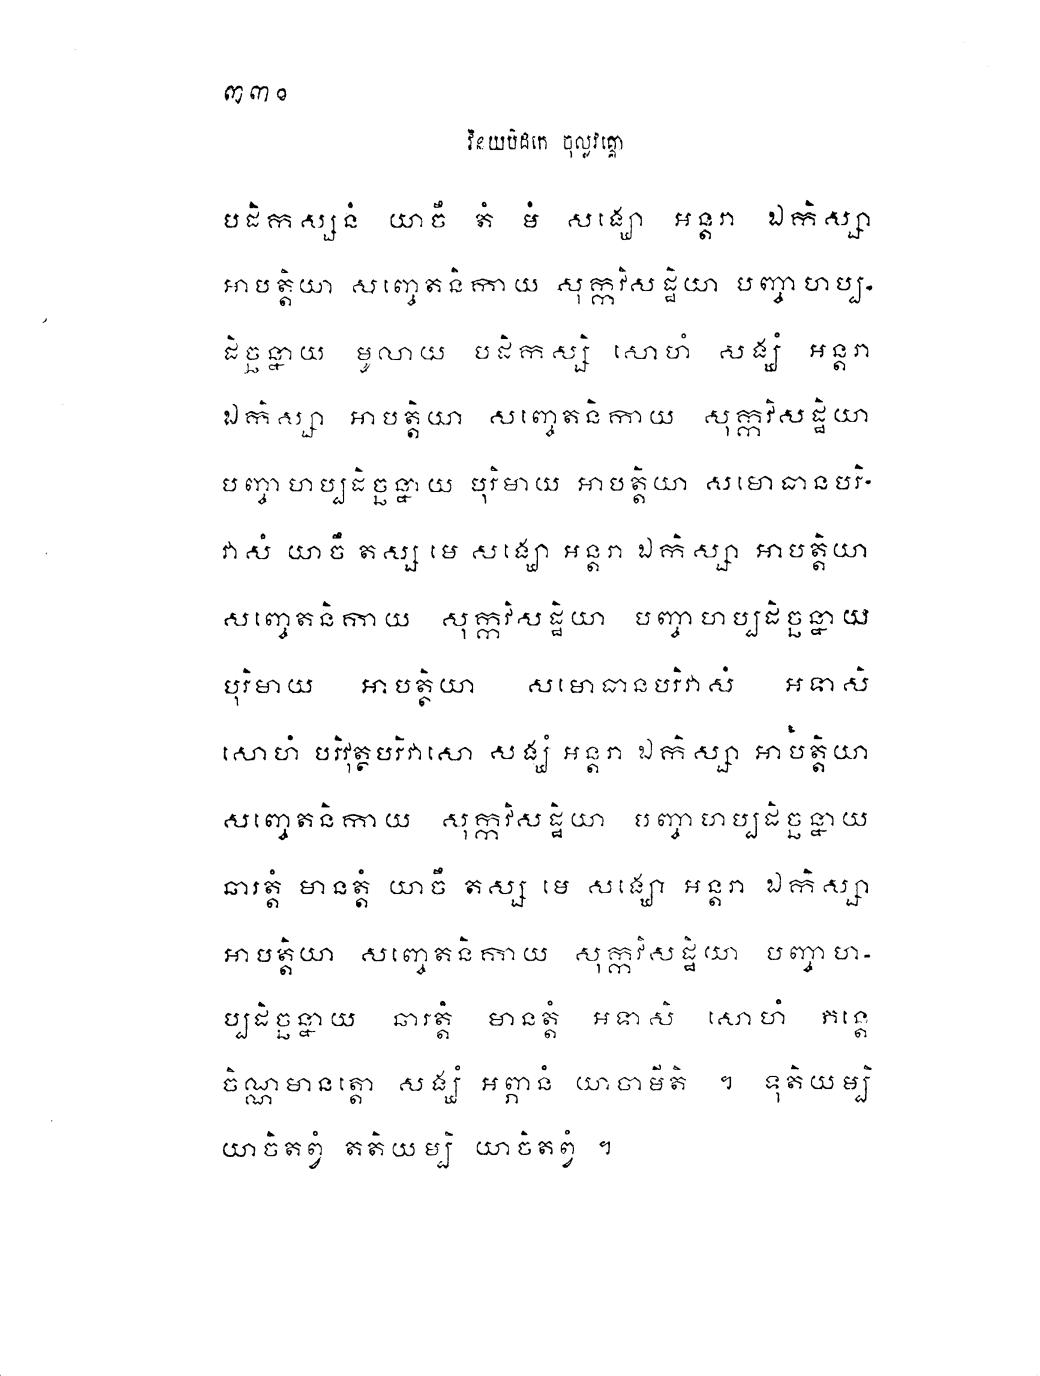 ៣៣០
វិនយបិដកេ ចុល្លវគ្គោ
បដិកស្សនំ យាចឹ តំ មំ សង្ឃោ អន្តរា ឯកិស្សា
អាបត្តិយា សញ្ចេតនិកាយ សុក្កវិសដ្ឋិយា បញ្ចាហប្ប-
ដិច្ឆន្នាយ មូលាយ បដិកស្សិ សោហំ សង្ឃំ អន្តរា
ឯកិស្សា អាបត្តិយា សញ្ចេតនិកាយ សុក្កវិសដ្ឋិយា
បញ្ចាហប្បដិច្ឆន្នាយ បុរិមាយ អាបត្តិយា សមោធានបរិ-
វាសំ យាចឹ តស្ស មេ សង្ឃោ អន្តរា ឯកិស្សា អាបត្តិយា
សញ្ចេតនិកាយ សុក្កវិសដ្ឋិយា បញ្ចាហប្បដិច្ឆន្នាយ
បុរិមាយ អាបត្តិយា សមោធានបរិវាសំ អទាសិ
សោហំ បរិវុត្ថបរិវាសោ សង្ឃំ អន្តរា ឯកិស្សា អាបត្តិយា
សញ្ចេតនិកាយ សុក្កវិសដ្ឋិយា បញ្ចាហប្បដិច្ឆន្នាយ
ឆារត្តំ មានត្តំ យាចឹ តស្ស មេ សង្ឃោ អន្តរា ឯកិស្សា
អាបត្តិយា សញ្ចេតនិកាយ សុក្កវិសដ្ឋិយា បញ្ចាហ-
ប្បដិច្ឆន្នាយ ឆារត្តំ មានត្តំ អទាសិ សោហំ ភន្តេ
ចិណ្ណមានត្តោ សង្ឃំ អព្ភានំ យាចាមីតិ ។ ទុតិយម្បិ
យាចិតព្វំ តតិយម្បិ យាចិតព្វំ ។